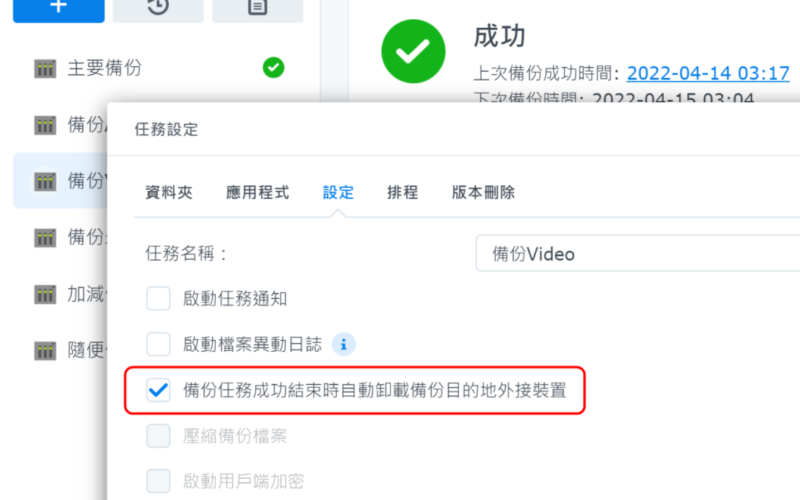 成功
主要備份
上次備份成功時間: 2022-04-14 03:17
下次備份時間: 2022-04-15 03:04
備份
任務設定
備份
資料夾 應用程式 設定 排程 版本刪除
備份
任務名稱：
備份Video
加減
啟動任務通知
隨便
啟動檔案異動日誌
備份任務成功結束時自動卸載備份目的地外接裝置
壓縮備份檔案
啟動用戶端加密